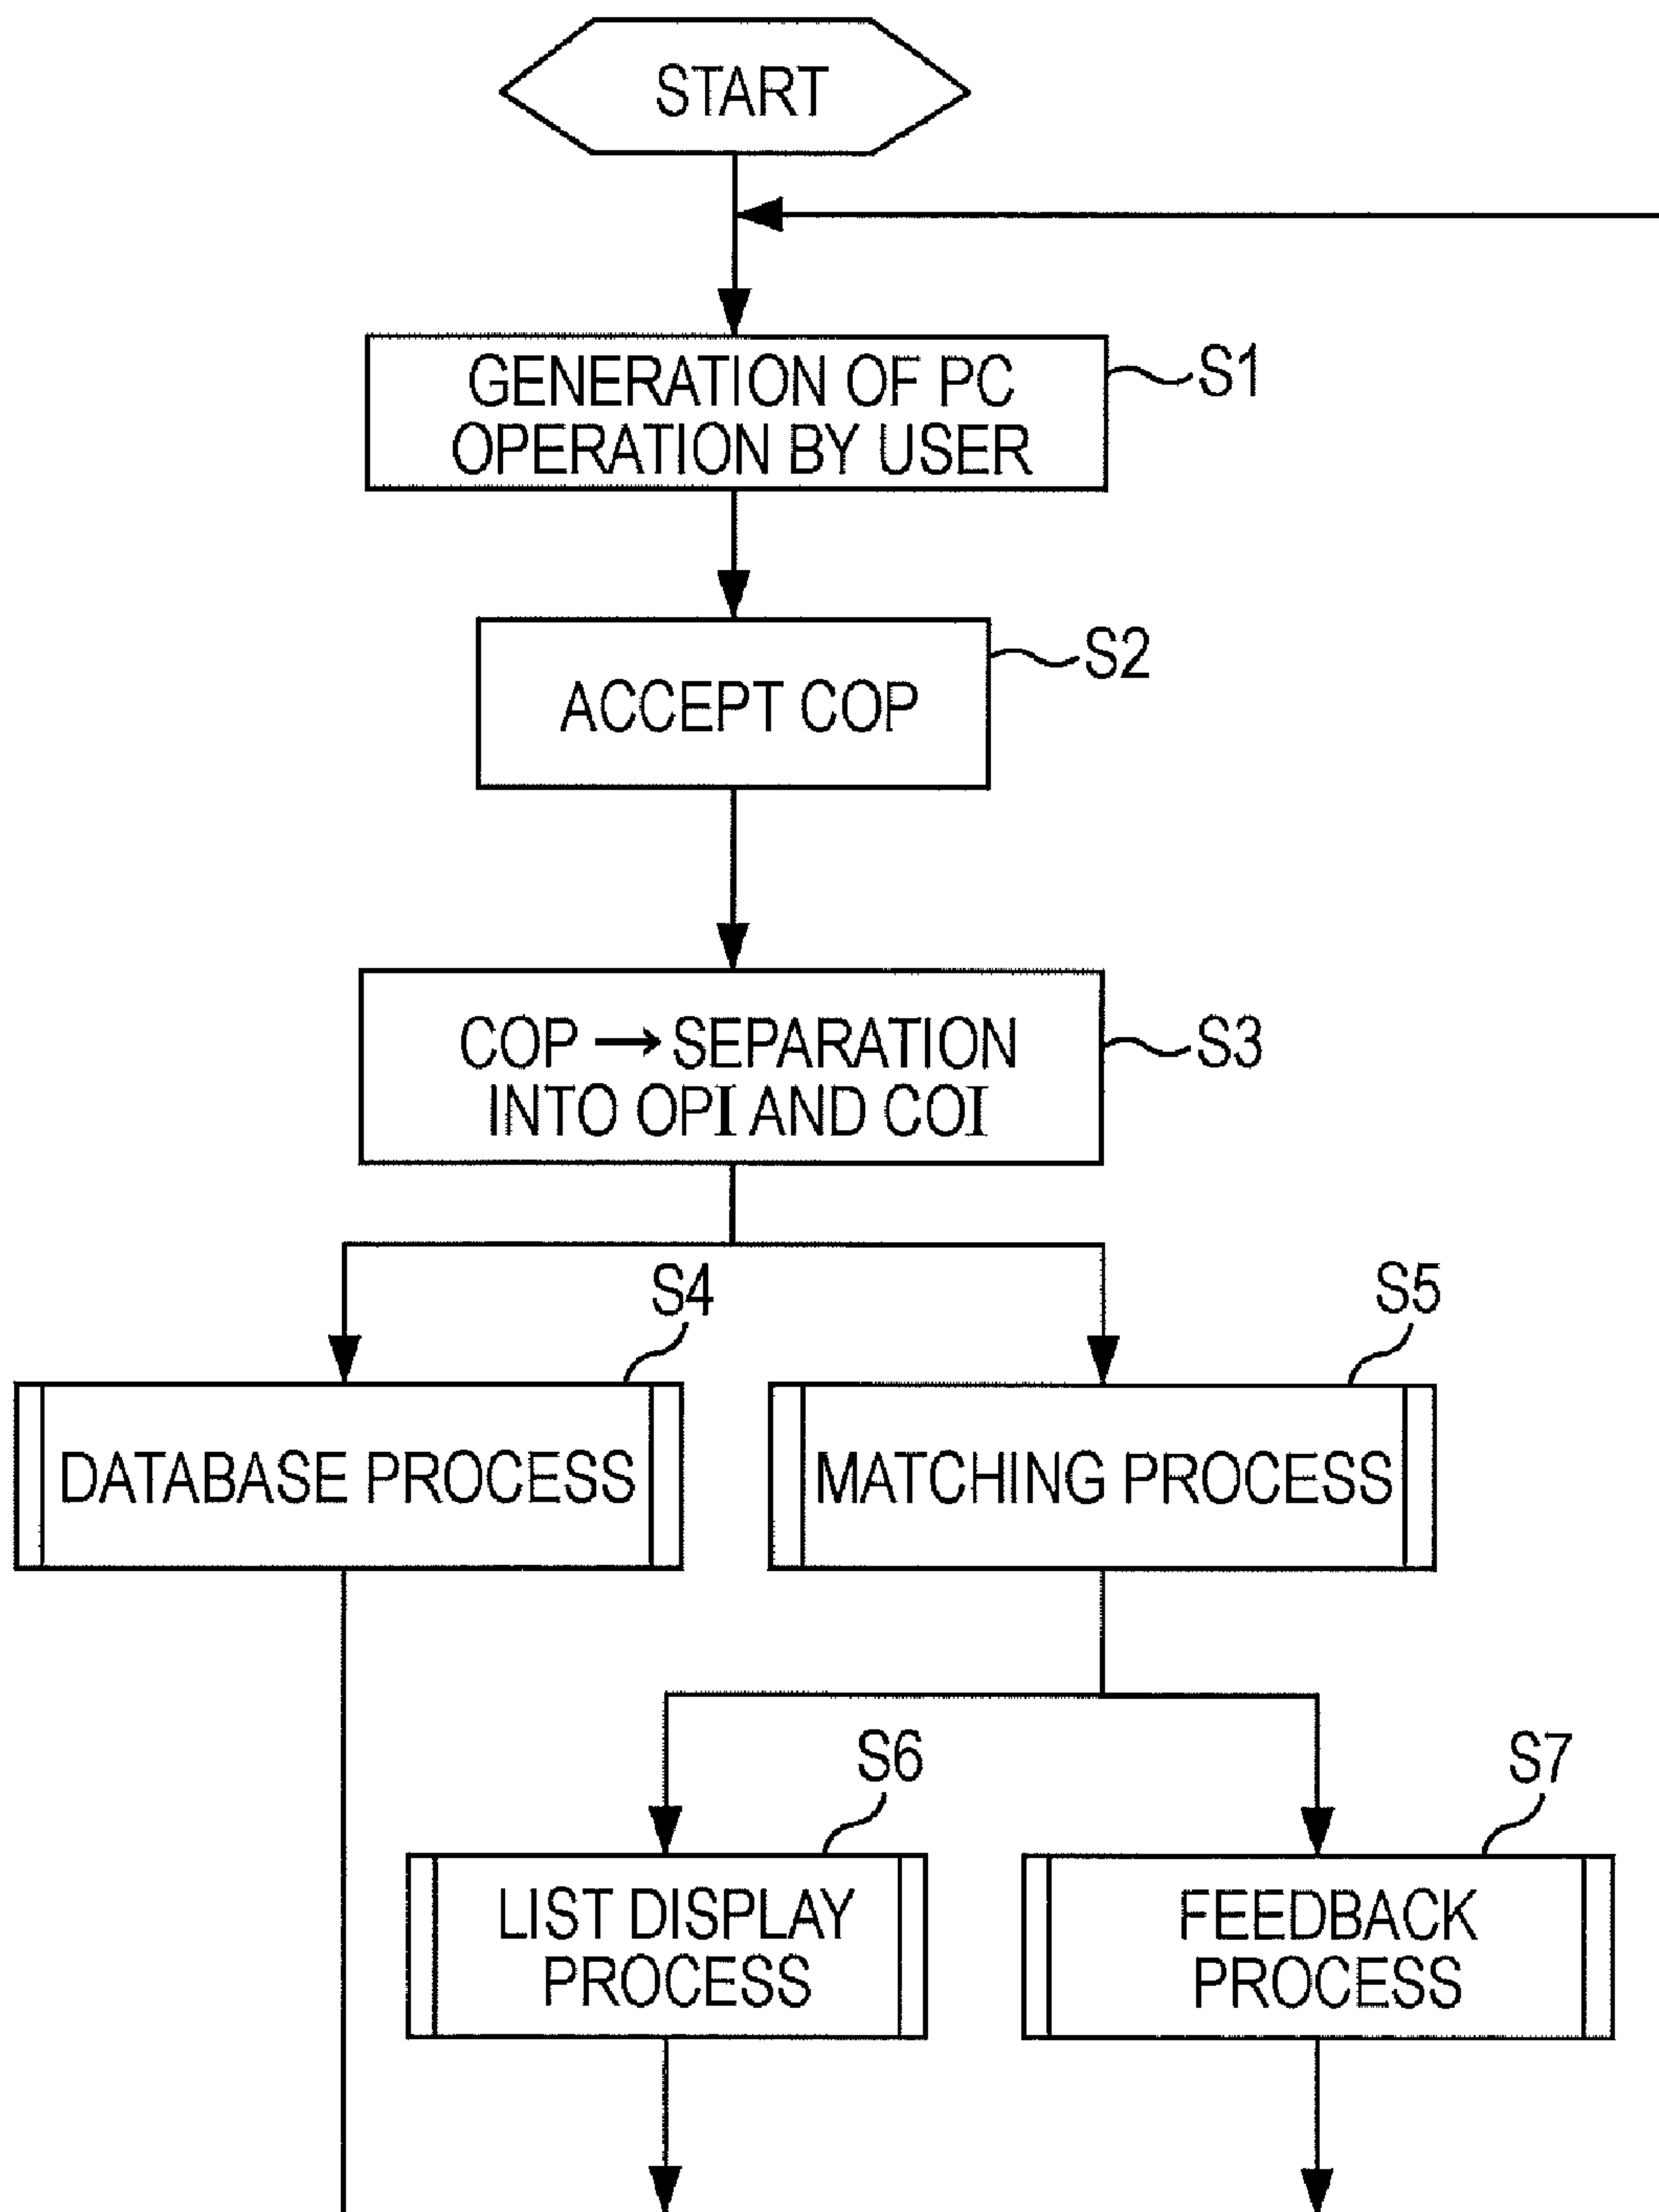 START
GENERATION OF PC
OPERATION BY USER
S1
ACCEPT COP
S2
COP → SEPARATION
INTO OPI AND COI
S3
S4
DATABASE PROCESS
S5
MATCHING PROCESS
S6
LIST DISPLAY
PROCESS
S7
FEEDBACK
PROCESS